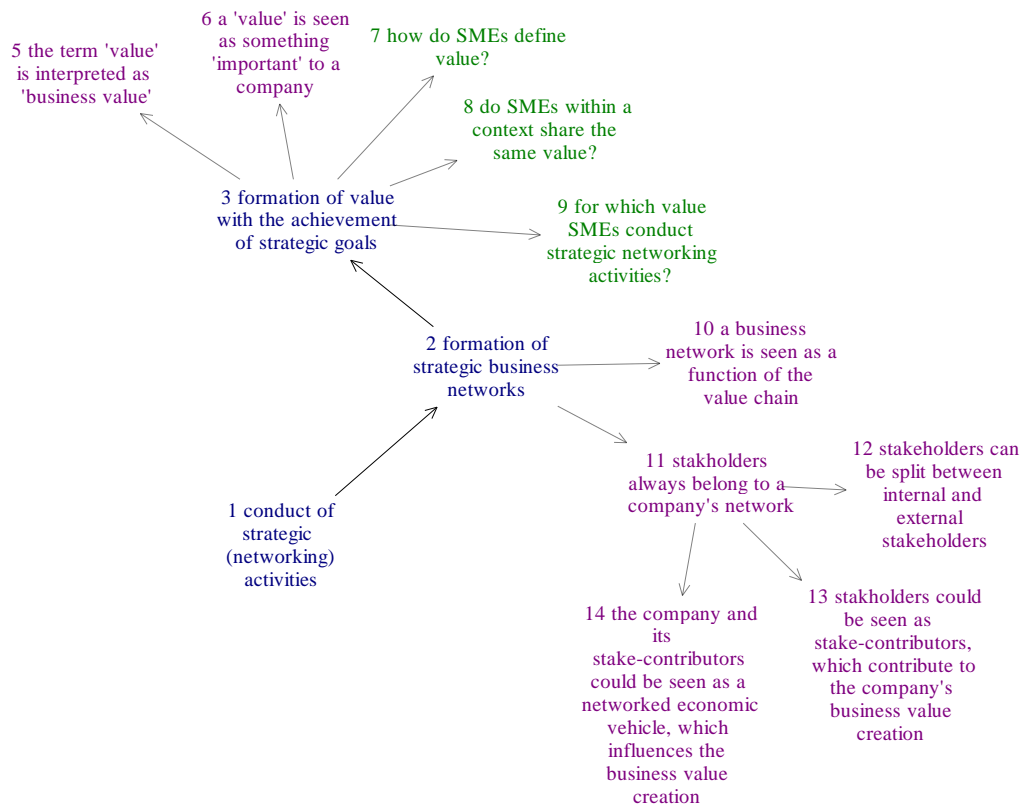 5 the term 'value'
is interpreted as
'business value'
6 a 'value' is seen
as something
'important' to a
company
7 how do SMEs define
value?
8 do SMEs within a
context share the
same value?
3 formation of value
with the achievement
of strategic goals
9 for which value
SMEs conduct
strategic networking
activities?
2 formation of
strategic business
networks
10 a business
network is seen as a
function of the
value chain
1 conduct of
strategic
(networking)
activities
11 stakholders
always belong to a
company's network
12 stakeholders can
be split between
internal and
external
stakeholders
14 the company and
its
stake-contributors
could be seen as a
networked economic
vehicle, which
influences the
business value
creation
13 stakholders could
be seen as
stake-contributors,
which contribute to
the company's
business value
creation